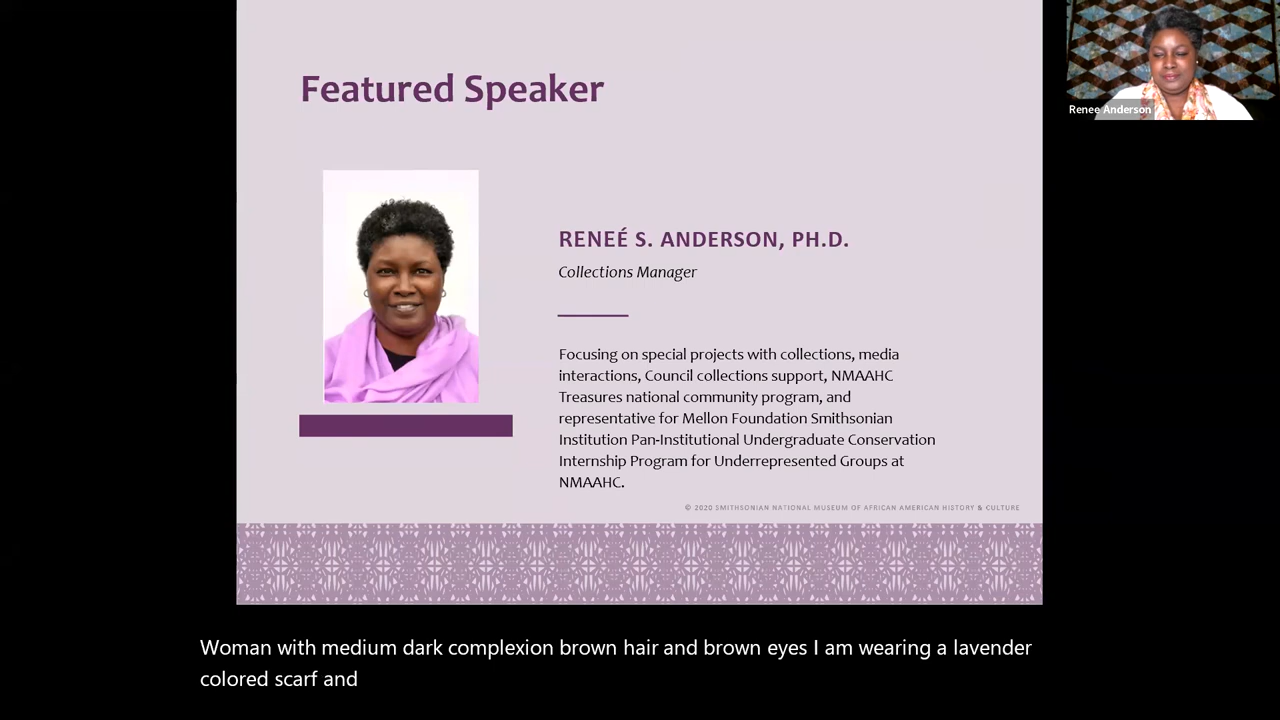 Featured Speaker
Renee Anderson
RENEÉ S. ANDERSON, PH.D.
Collections Manager
Focusing on special projects with collections, media
interactions, Council collections support, NMAAHC
Treasures national community program, and
representative for Mellon Foundation Smithsonian
Institution Pan-Institutional Undergraduate Conservation
Internship Program for Underrepresented Groups at
NMAAHC.
© 2020 SMITHSONIAN NATIONAL MUSEUM OF AFRICAN AMERICAN HISTORY & CULTURE
Woman with medium dark complexion brown hair and brown eyes I am wearing a lavender
colored scarf and